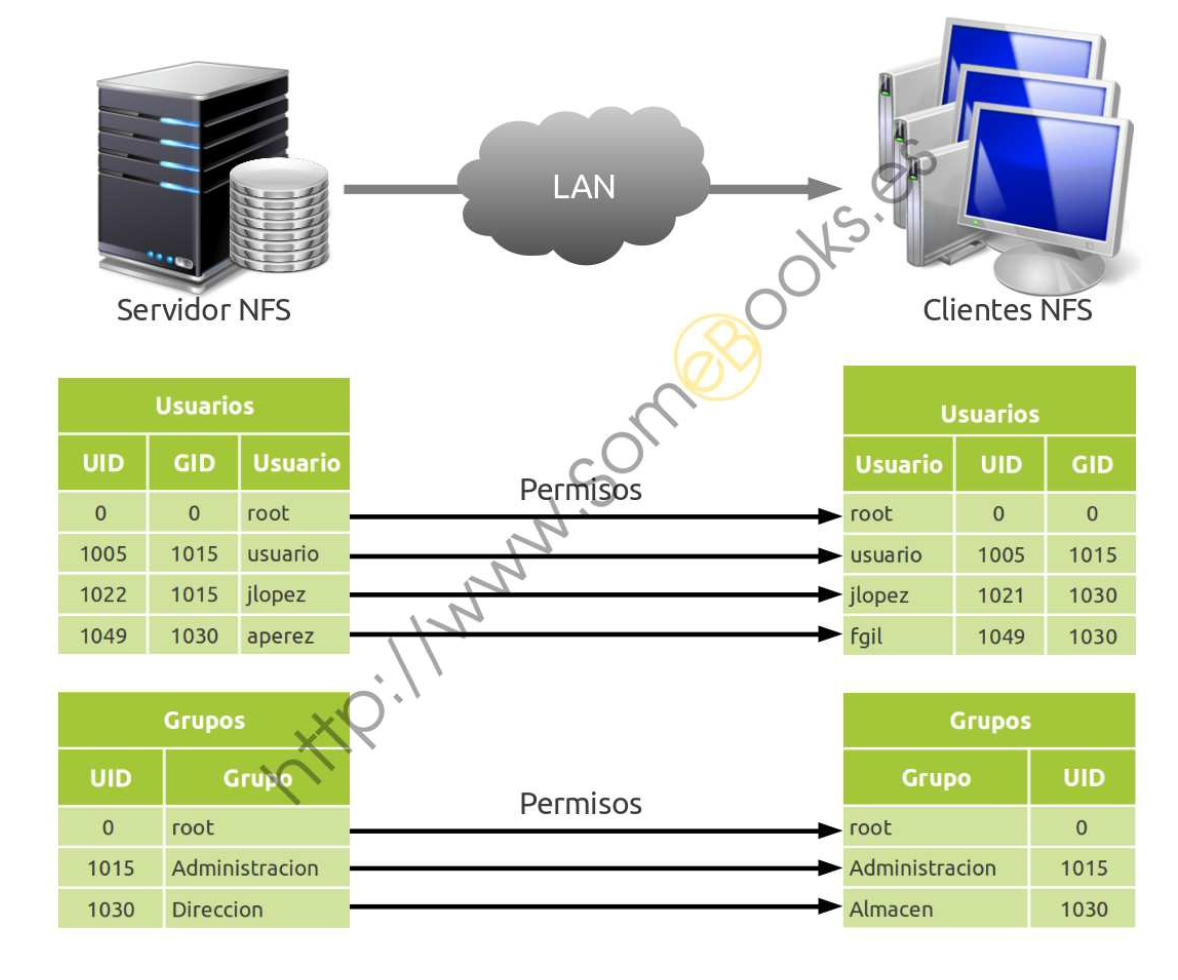 LAN
Servidor NFS
Clientes NFS
Usuarios
UID GID Usuario
0 0 root
1005 1015 usuario
1022 1015 jlopez
1049 1030 aperez
Permisos
Usuarios
Usuario UID GID
root 0 0
usuario 1005 1015
jlopez 1021 1030
fgil 1049 1030
Grupos
UID Grupo
0 root
1015 Administracion
1030 Direccion
Permisos
Grupos
Grupo UID
root 0
Administracion 1015
Almacen 1030
http://www.someBooks.es